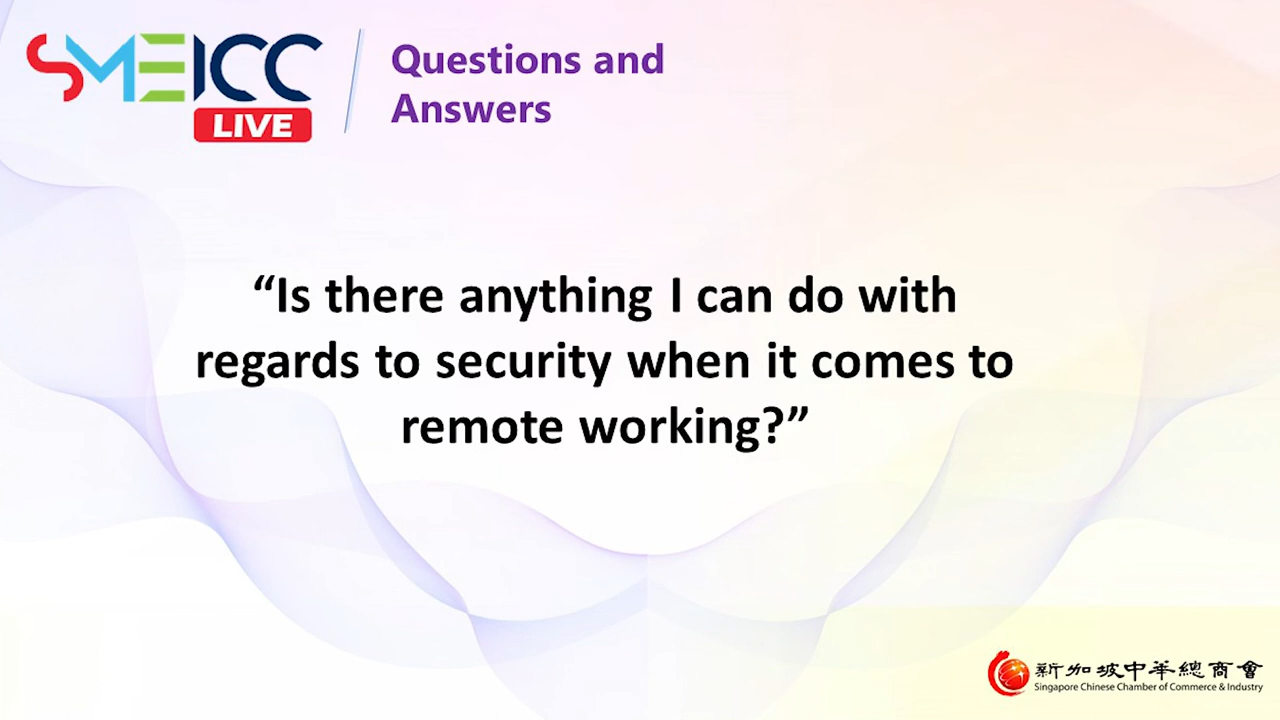 SMEICC
LIVE
Questions and
Answers
“Is there anything I can do with
regards to security when it comes to
remote working?”
新加坡中華總商會
Singapore Chinese Chamber of Commerce & Industry